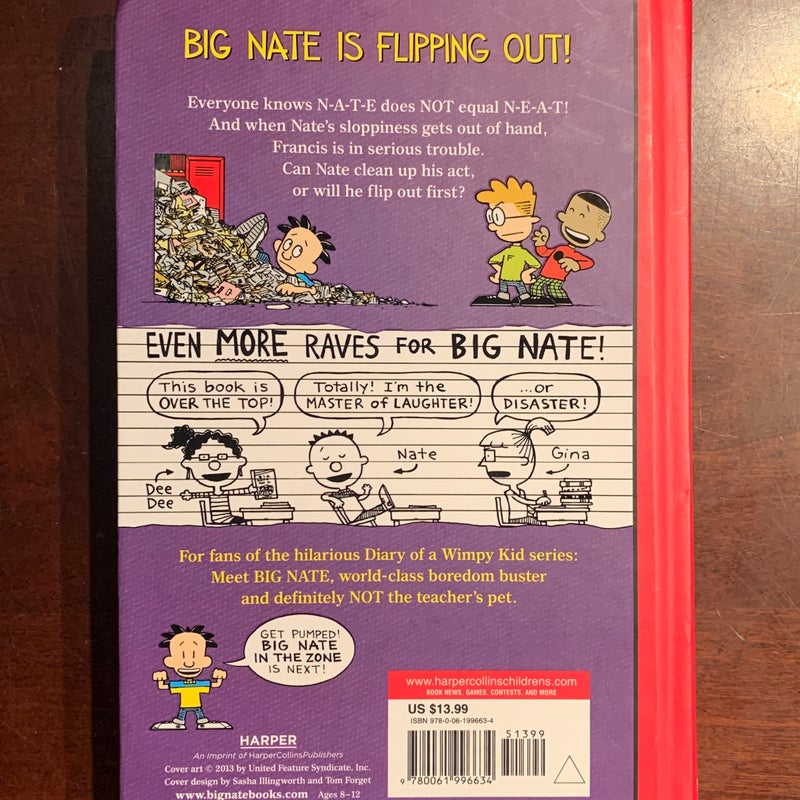 BIG NATE IS FLIPPING OUT!
Everyone knows N-A-T-E does NOT equal N-E-A-T!
And when Nate's sloppiness gets out of hand,
Francis is in serious trouble.
Can Nate clean up his act,
or will he flip out first?
EVEN MORE RAVES FOR BIG NATE!
This book is
OVER THE TOP!
Totally! I'm the
MASTER of LAUGHTER!
...or
DISASTER!
Dee
Dee
Nate
Gina
For fans of the hilarious Diary of a Wimpy Kid series:
Meet BIG NATE, world-class boredom buster
and definitely NOT the teacher's pet.
GET PUMPED!
BIG NATE
IN THE ZONE
IS NEXT!
HARPER
An Imprint of HarperCollinsPublishers
Cover art © 2013 by United Feature Syndicate, Inc.
Cover design by Sasha Illingworth and Tom Forget
www.bignatebooks.com Ages 8–12
www.harpercollinschildrens.com
BOOK NEWS, GAMES, CONTESTS, AND MORE
US $13.99
ISBN 978-0-06-199663-4
51399
9 780061 996634